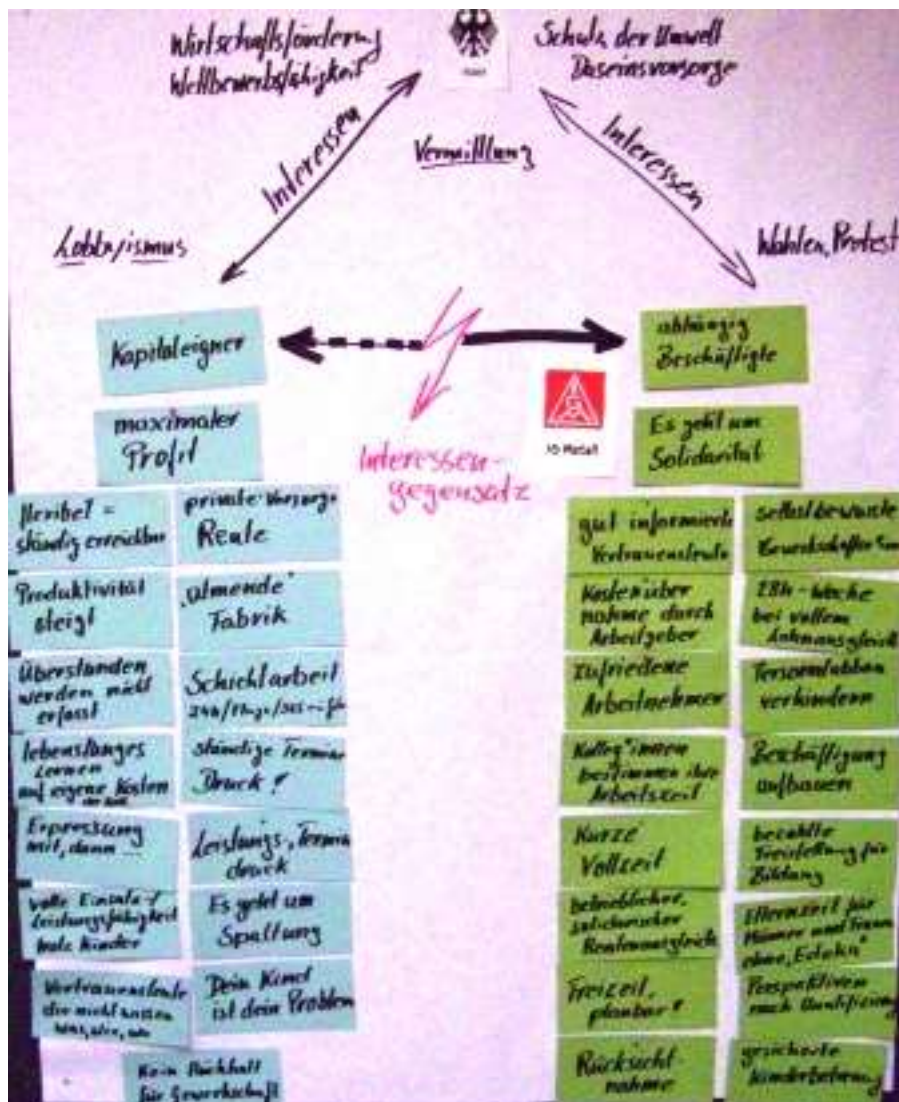 Wirtschaftsförderung
Wettbewerbsfähigkeit
Schutz der Umwelt
Daseinsvorsorge
Interessen
Vermittlung
Interessen
Lobbyismus
Wahlen, Protest
Kapitaleigner
abhängig
Beschäftigte
maximaler
Profit
IG Metall
Es geht um
Solidarität
Interessen-
gegensatz
flexibel =
ständig erreichbar
private Vorsorge
Rente
Produktivität
steigt
"atmende"
Fabrik
Überstunden
werden nicht
erfasst
Schichtarbeit
lebenslanges
Lernen
auf eigene Kosten
ständige Termin
Druck!
Erpressung
mit, dann ...
Leistungs-, Termin
druck
volle Einsatz-/
Leistungsfähigkeit
trotz Kinder
Es geht um
Spaltung
Vertrauensleute
die nicht wissen
was, wie, wo
Dein Kind
ist dein Problem
Kein Rückhalt
für Gewerkschaft
gut informierte
Vertrauensleute
selbstbewusste
Kostenüber
nahme durch
Arbeitgeber
28h-Woche
bei vollem
Lohnausgleich
Zufriedene
Arbeitnehmer
Personalabbau
verhindern
Kolleg*innen
bestimmen ihre
Arbeitszeit
Beschäftigung
aufbauen
Kurze
Vollzeit
bezahlte
Freistellung für
Bildung
betrieblicher,
solidarischer
Rentenausgleich
Elternzeit für
Männer und Frauen
ohne
Freizeit,
planbar!
Perspektiven
nach Qualifizierung
Rücksicht
nahme
gesicherte
Kinderbetreuung